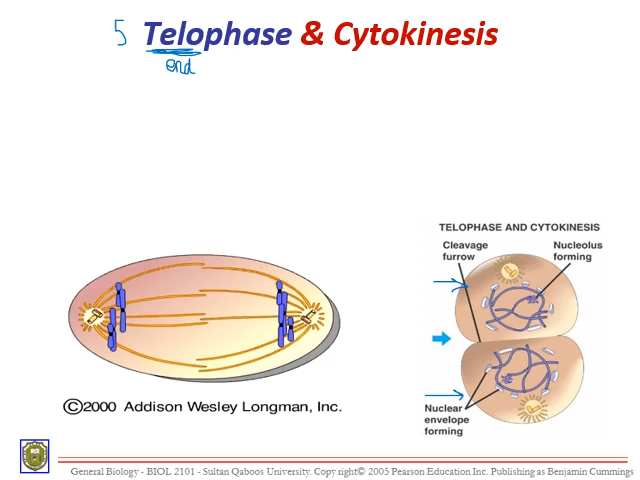 5 Telophase & Cytokinesis
end
TELOPHASE AND CYTOKINESIS
Cleavage
furrow
Nucleolus
forming
©2000 Addison Wesley Longman, Inc.
Nuclear
envelope
forming
General Biology - BIOL 2101 - Sultan Qaboos University. Copy right© 2005 Pearson Education Inc. Publishing as Benjamin Cummings